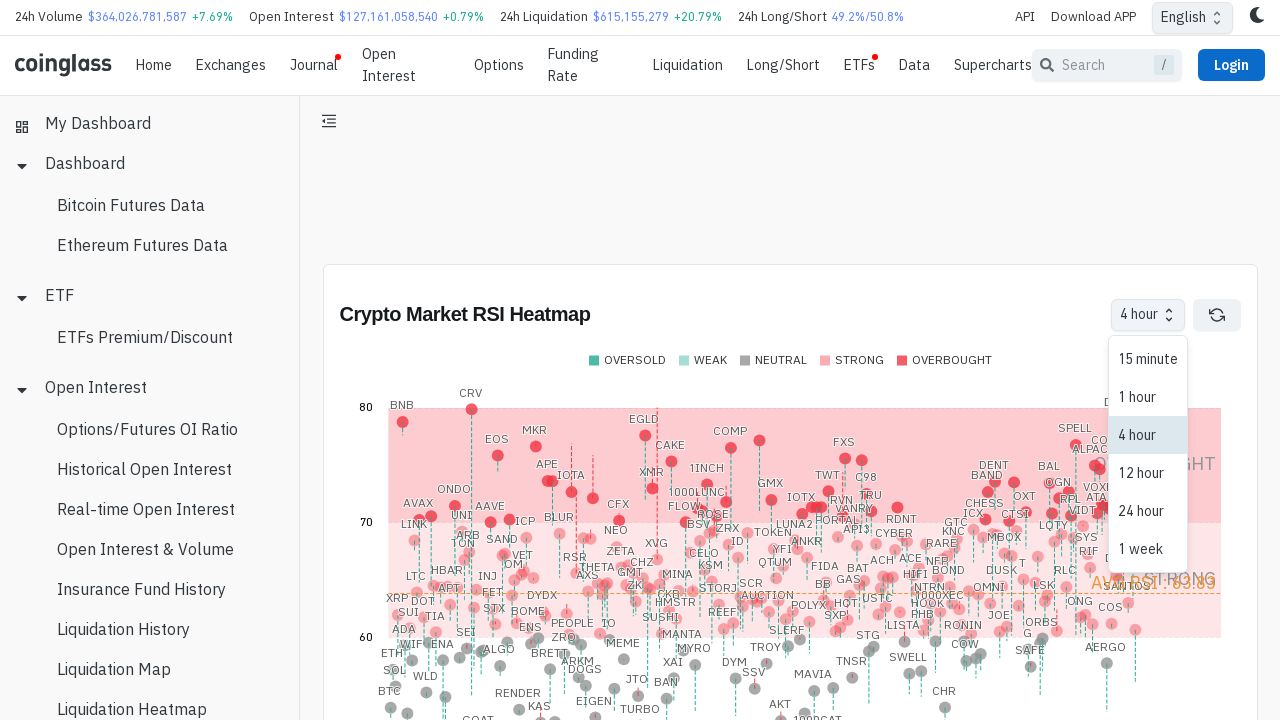 24h Volume $364,026,781,587 +7.69% Open Interest $127,161,058,540 +0.79% 24h Liquidation $615,155,279 +20.79% 24h Long/Short 49.2%/50.8% API Download APP English
coinglass Home Exchanges Journal Open Interest Options Funding Rate Liquidation Long/Short ETFs Data Supercharts Search / Login
My Dashboard
Dashboard
Bitcoin Futures Data
Ethereum Futures Data
ETF
ETFs Premium/Discount
Open Interest
Options/Futures OI Ratio
Historical Open Interest
Real-time Open Interest
Open Interest & Volume
Insurance Fund History
Liquidation History
Liquidation Map
Liquidation Heatmap
Crypto Market RSI Heatmap 4 hour
15 minute
1 hour
4 hour
12 hour
24 hour
1 week
OVERSOLD WEAK NEUTRAL STRONG OVERBOUGHT
80
70
60
CRV
BNB
EGLD
SPELL
MKR COMP
EOS FXS
CAKE ALPACA
APE IOTA XMR 1INCH TWT C98 BAND DENT BAL
ONDO GMX CGN
AVAX AAVE CFX 1000LUNC IOTX RVN TRU CHESS OXT RPL ATA
LINK UNI ICP BLUR FLOW ROSE LUNA2 PORTAL VANRY RDNT ICX CTSI VIDT
ARB SAND NEO BSV ZRX TOKEN API3 CYBER GTC KNC LQTY
TON VET ZETA XVG CELO ID YFI ANKR RARE MBOX SYS
HBAR OM RSR THETA CHZ KSM QTUM FIDA BAT ACH ACE NFP DUSK T RLC RIF
LTC INJ AXS GMT MINA BB GAS HIFI BOND STRONG
APT FET ZK CKB STORJ SCR USTC NTRN OMNI LSK SANTOS
XRP DOT DYDX HMSTR AUCTION POLYX HOT HOOK 1000XEC ONG COS
SUI TIA STX BOME SUSHI REEF SXP PHB JOE
ADA SEI ENS PEOPLE IO MANTA SLERF STG LISTA RONIN ORBS
WIF ENA ZRO MEME G
ETH ALGO BRETT MYRO TROY COW SAFE AERGO
SOL ARKM XAI DYM TNSR SWELL
WLD DOGS SSV MAVIA
BTC RENDER JTO BAN CHR
KAS EIGEN TURBO AKT
GOAT 1000CAT